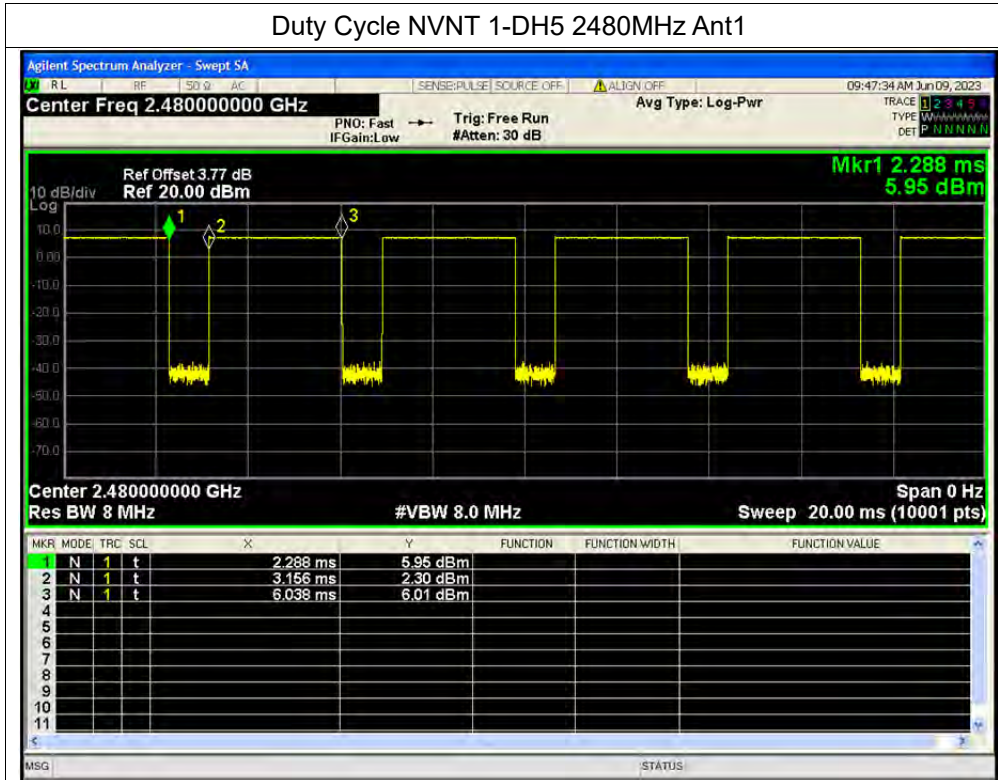 Duty Cycle NVNT 1-DH5 2480MHz Ant1
Agilent Spectrum Analyzer - Swept SA
LXI RL RF 50 Ω AC SENSE:PULSE SOURCE OFF ALIGN OFF 09:47:34 AM Jun 09, 2023
Center Freq 2.480000000 GHz Avg Type: Log-Pwr TRACE 1 2 3 4 5 6
PNO: Fast Trig: Free Run TYPE W
IFGain:Low #Atten: 30 dB DET P N N N N N
Mkr1 2.288 ms
5.95 dBm
Ref Offset 3.77 dB
10 dB/div Ref 20.00 dBm
Log
10.0
0.00
-10.0
-20.0
-30.0
-40.0
-50.0
-60.0
-70.0
1
2
3
Center 2.480000000 GHz Span 0 Hz
Res BW 8 MHz #VBW 8.0 MHz Sweep 20.00 ms (10001 pts)
MKR MODE TRC SCL X Y FUNCTION FUNCTION WIDTH FUNCTION VALUE
1 N 1 t 2.288 ms 5.95 dBm
2 N 1 t 3.156 ms 2.30 dBm
3 N 1 t 6.038 ms 6.01 dBm
4
5
6
7
8
9
10
11
MSG STATUS